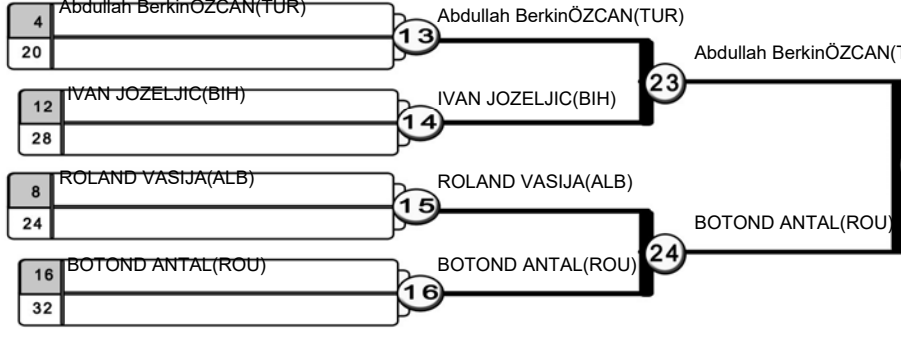 4 Abdullah BerkinÖZCAN(TUR)
20
13 Abdullah BerkinÖZCAN(TUR)
12 IVAN JOZELJIC(BIH)
28
14 IVAN JOZELJIC(BIH)
23 Abdullah BerkinÖZCAN(
8 ROLAND VASIJA(ALB)
24
15 ROLAND VASIJA(ALB)
16 BOTOND ANTAL(ROU)
32
16 BOTOND ANTAL(ROU)
24 BOTOND ANTAL(ROU)